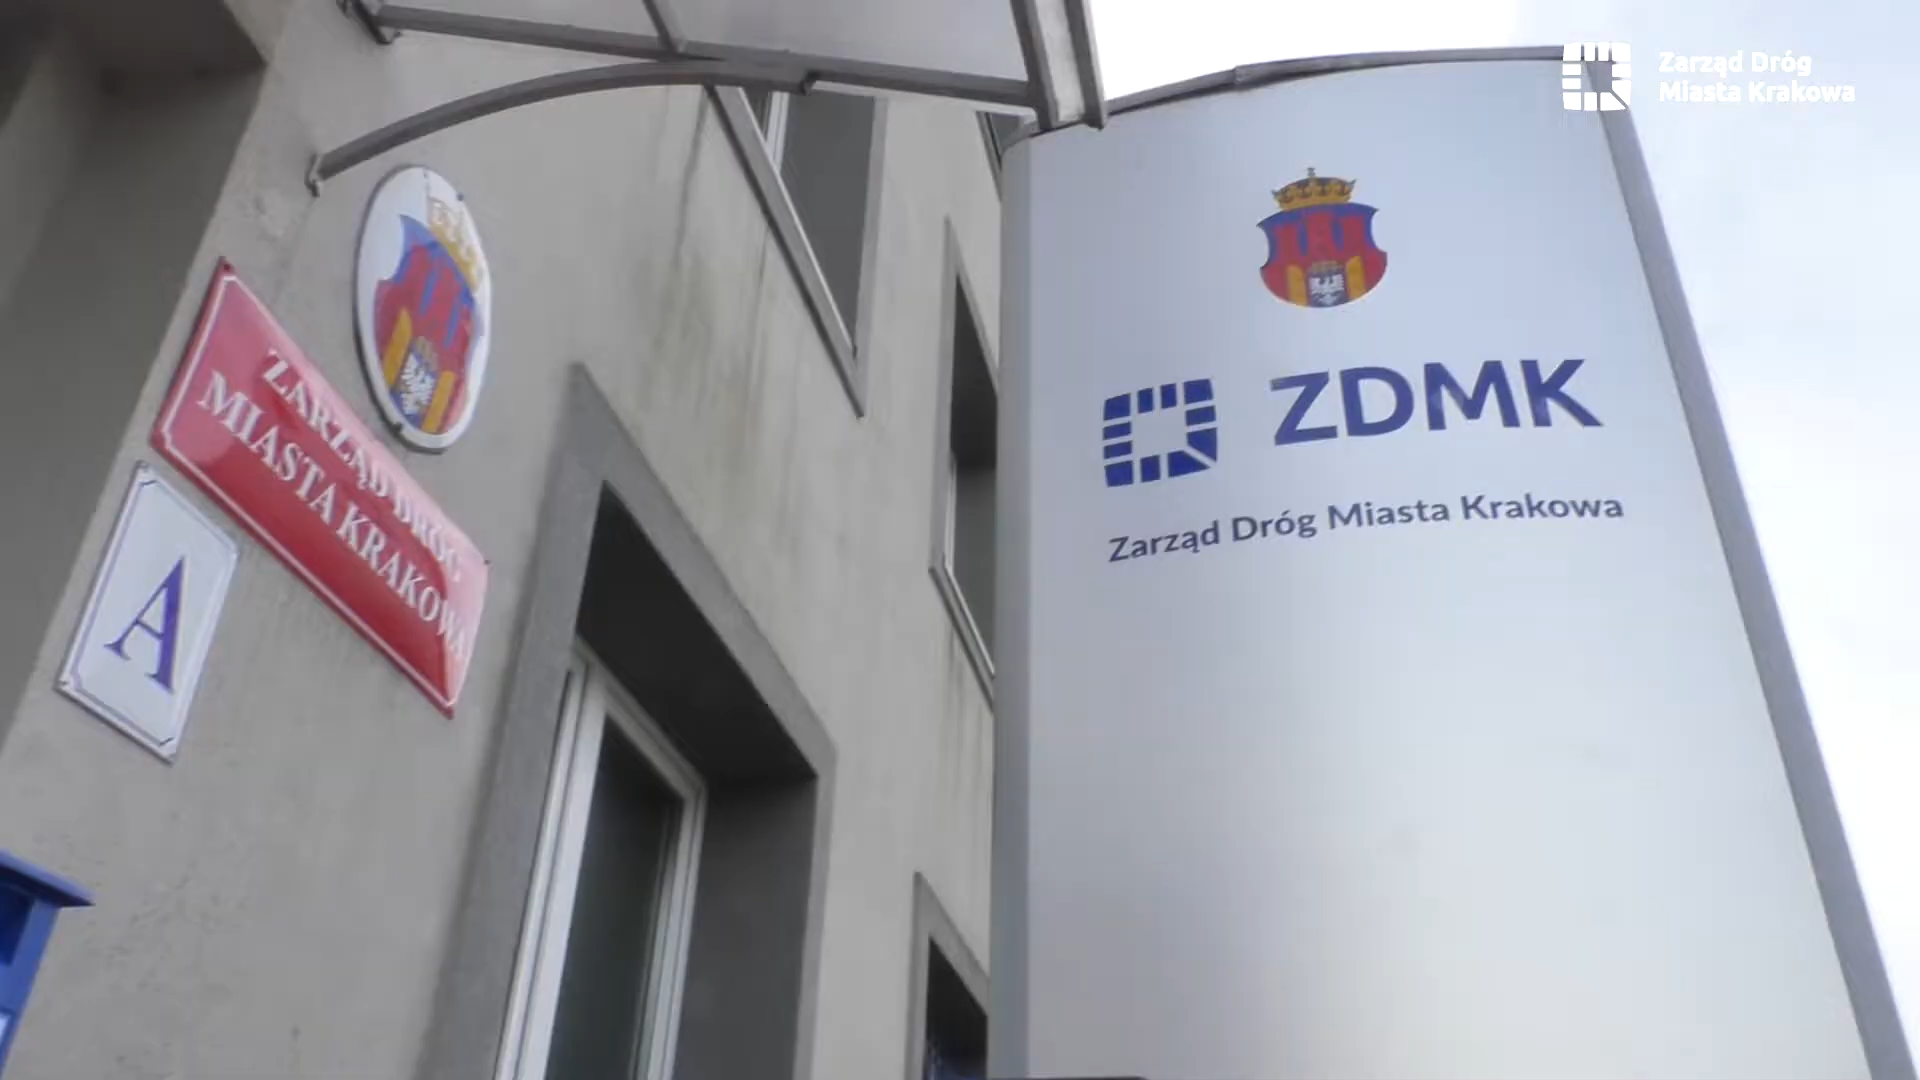 Zarząd Dróg
Miasta Krakowa
ZARZĄD DRÓG
MIASTA KRAKOWA
A
ZDMK
Zarząd Dróg Miasta Krakowa